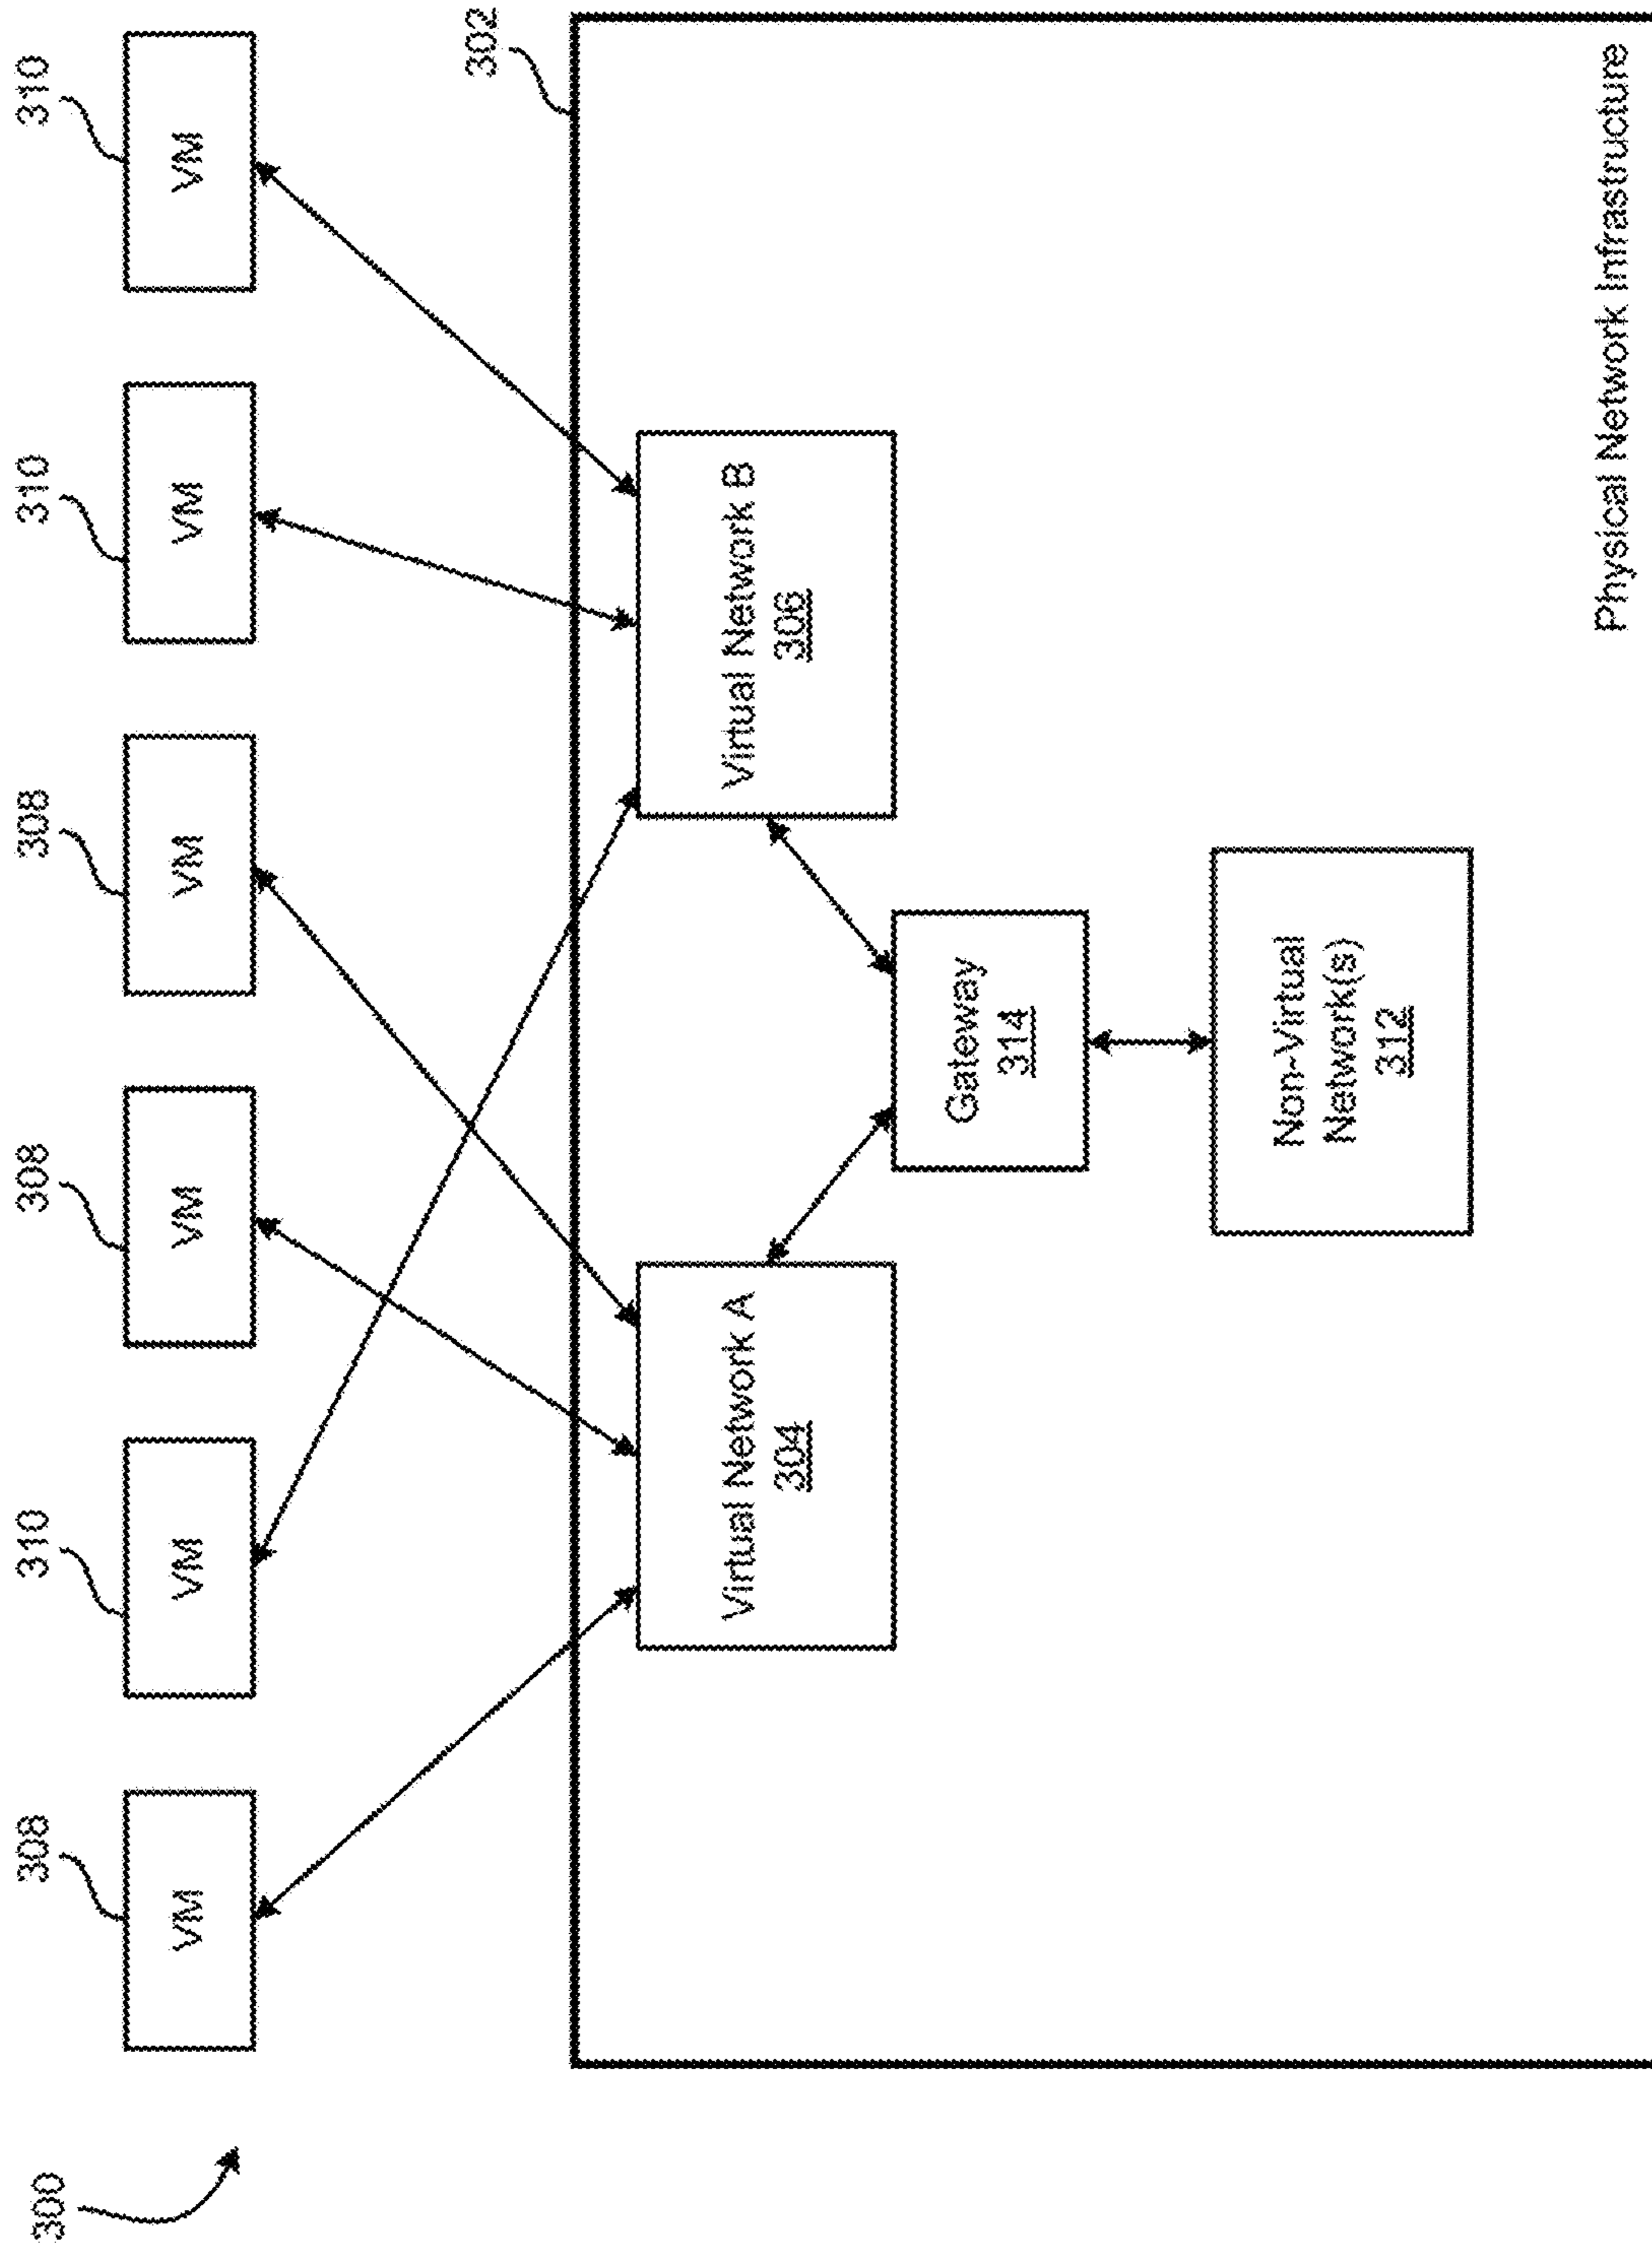 300
308
310
308
308
310
310
VM
VM
VM
VM
VM
VM
302
Virtual Network A
304
Virtual Network B
306
Gateway
314
Non-Virtual
Network(s)
312
Physical Network Infrastructure